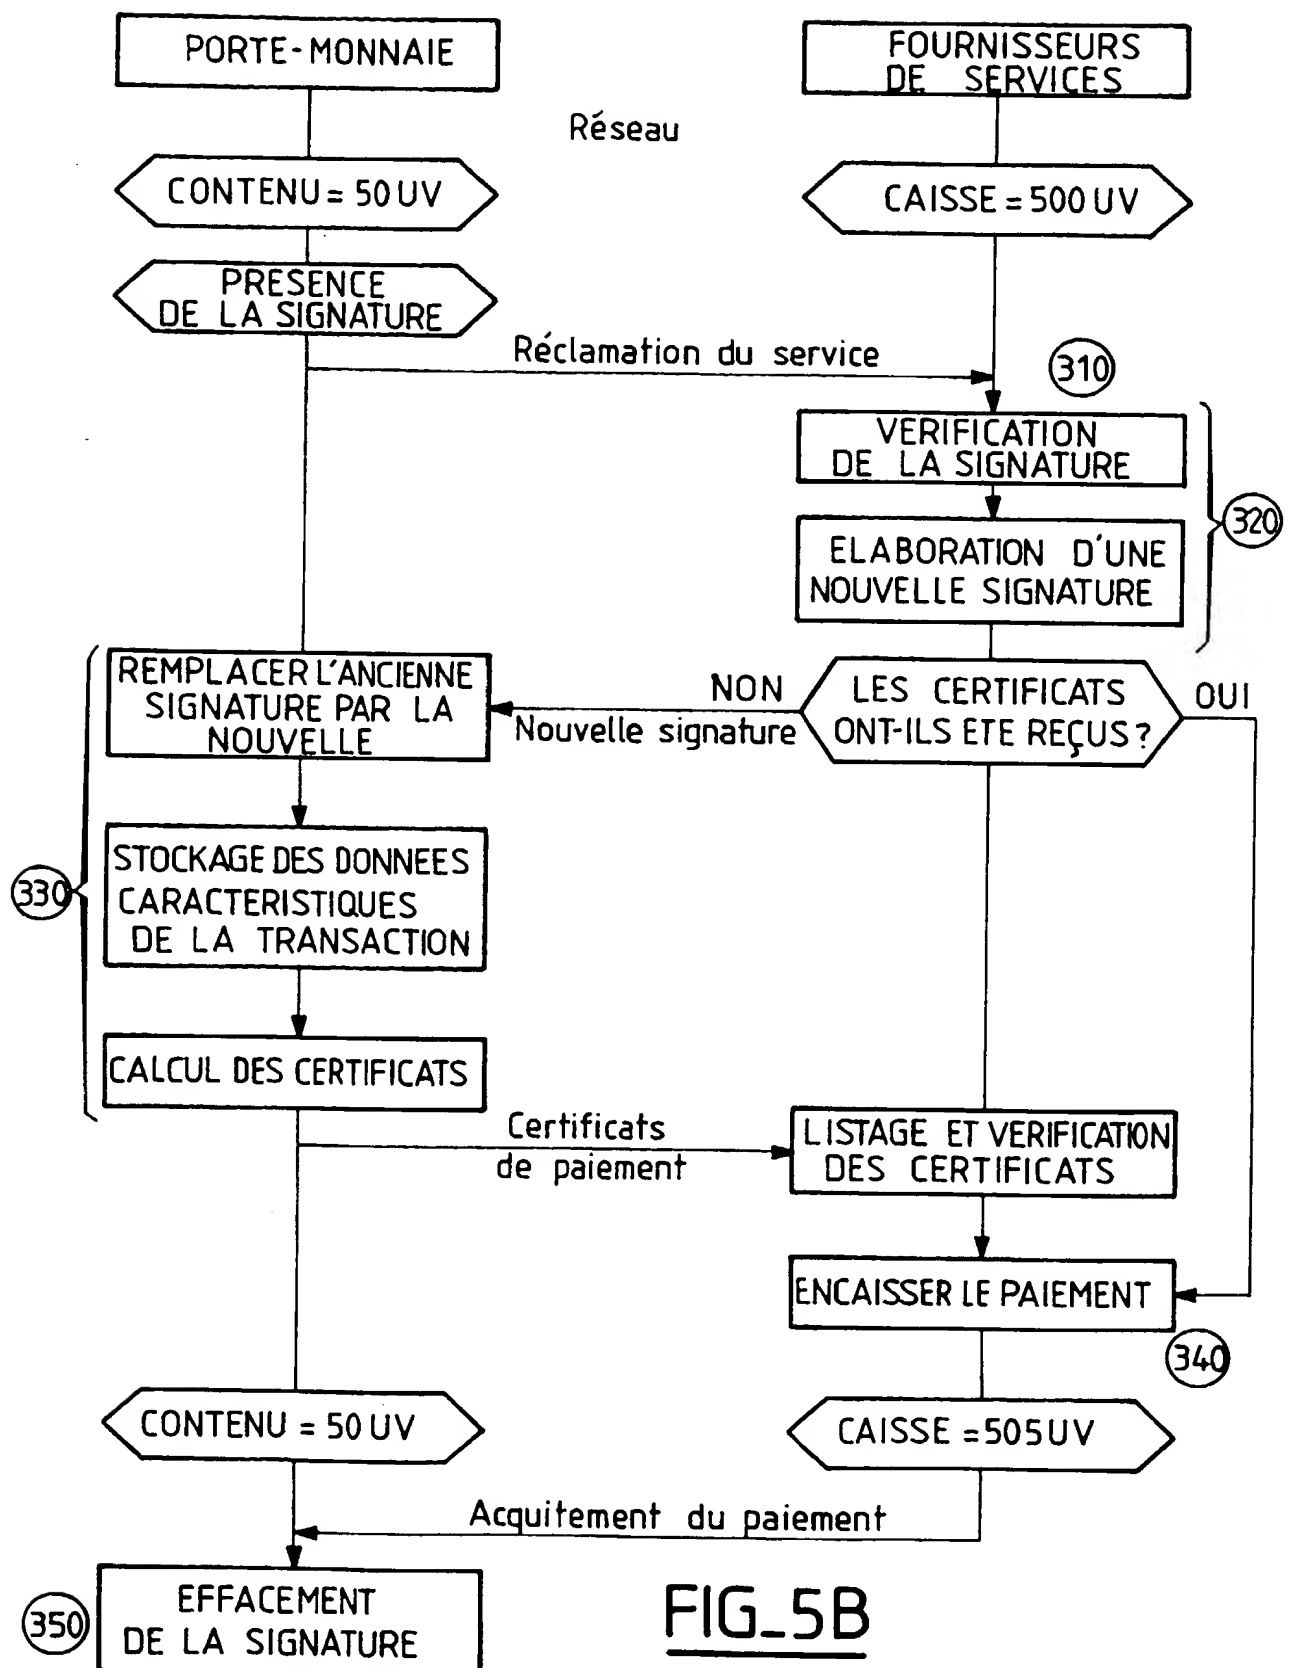 PORTE-MONNAIE
FOURNISSEURS
DE SERVICES
Réseau
CONTENU = 50 UV
CAISSE = 500 UV
PRESENCE
DE LA SIGNATURE
Réclamation du service
310
VERIFICATION
DE LA SIGNATURE
320
ELABORATION D'UNE
NOUVELLE SIGNATURE
REMPLACER L'ANCIENNE
SIGNATURE PAR LA
NOUVELLE
NON
Nouvelle signature
LES CERTIFICATS
ONT-ILS ETE REÇUS ?
OUI
330
STOCKAGE DES DONNEES
CARACTERISTIQUES
DE LA TRANSACTION
CALCUL DES CERTIFICATS
Certificats
de paiement
LISTAGE ET VERIFICATION
DES CERTIFICATS
ENCAISSER LE PAIEMENT
340
CONTENU = 50 UV
CAISSE = 505 UV
Acquitement du paiement
350
EFFACEMENT
DE LA SIGNATURE
FIG_5B